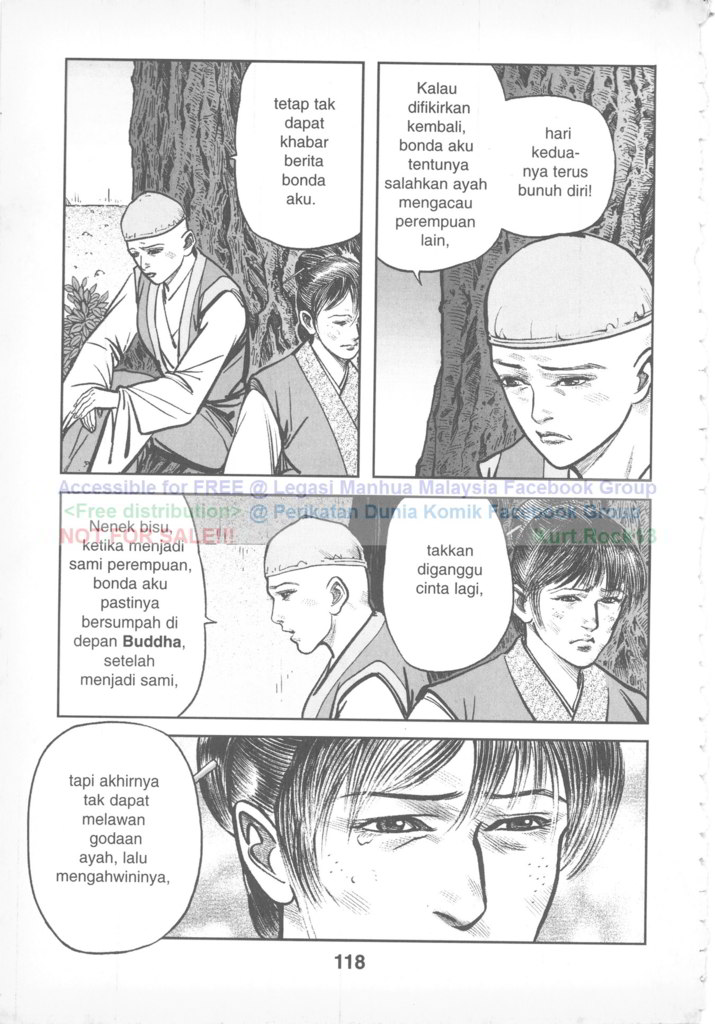 tetap tak
dapat
khabar
berita
bonda
aku.
Kalau
difikirkan
kembali,
bonda aku
tentunya
salahkan ayah
mengacau
perempuan
lain,
hari
kedua-
nya terus
bunuh diri!
Accessible for FREE @ Legasi Manhua Malaysia Facebook Group
<Free distribution> @ Perikatan Dunia Komik Facebook Group
NOT FOR SALE!!!
Kurt.Rock13
Nenek bisu,
ketika menjadi
sami perempuan,
bonda aku
pastinya
bersumpah di
depan Buddha,
setelah
menjadi sami,
takkan
diganggu
cinta lagi,
tapi akhirnya
tak dapat
melawan
godaan
ayah, lalu
mengahwininya,
118